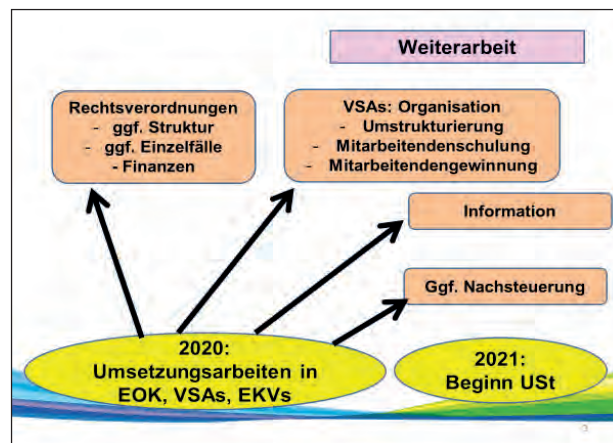 Weiterarbeit
Rechtsverordnungen
- ggf. Struktur
- ggf. Einzelfälle
- Finanzen
VSAs: Organisation
- Umstrukturierung
- Mitarbeitendenschulung
- Mitarbeitendengewinnung
Information
Ggf. Nachsteuerung
2020:
Umsetzungsarbeiten in
EOK, VSAs, EKVs
2021:
Beginn USt